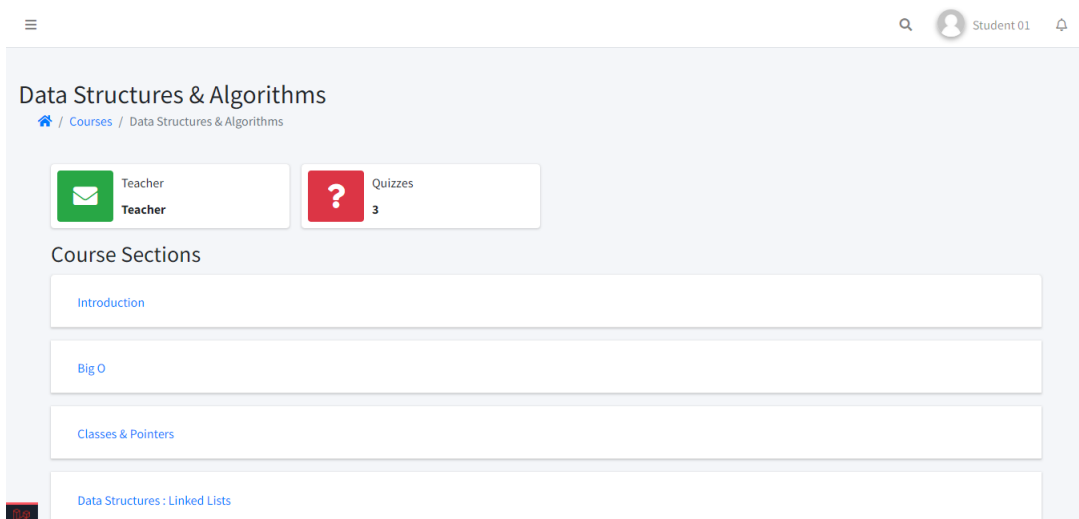 Student 01
Data Structures & Algorithms
/ Courses / Data Structures & Algorithms
Teacher
Teacher
Quizzes
3
Course Sections
Introduction
Big O
Classes & Pointers
Data Structures : Linked Lists